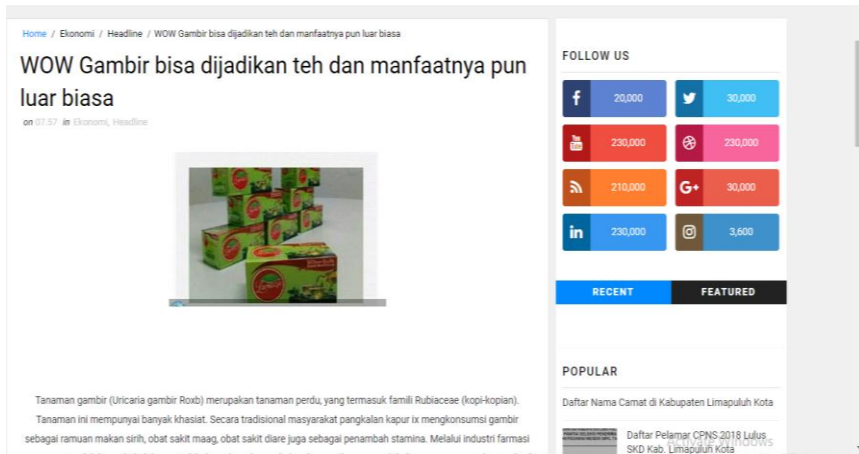 Home / Ekonomi / Headline / WOW Gambir bisa dijadikan teh dan manfaatnya pun luar biasa
WOW Gambir bisa dijadikan teh dan manfaatnya pun
luar biasa
on 07.57 in Ekonomi, Headline
Tanaman gambir (Uricaria gambir Roxb) merupakan tanaman perdu, yang termasuk famili Rubiaceae (kopi-kopian).
Tanaman ini mempunyai banyak khasiat. Secara tradisional masyarakat pangkalan kapur ix mengkonsumsi gambir
sebagai ramuan makan sirih, obat sakit maag, obat sakit diare juga sebagai penambah stamina. Melalui industri farmasi
FOLLOW US
20,000
30,000
You Tube
230,000
230,000
210,000
G+
30,000
in
230,000
3,600
RECENT
FEATURED
POPULAR
Daftar Nama Camat di Kabupaten Limapuluh Kota
Daftar Pelamar CPNS 2018 Lulus
SKD Kab. Limapuluh Kota
Activate Windows